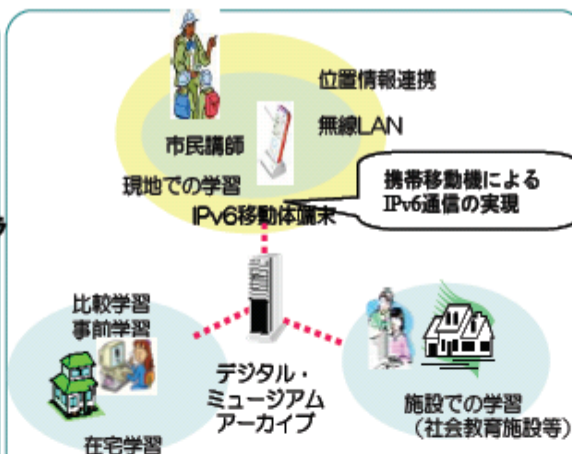 位置情報連携
無線LAN
市民講師
現地での学習
IPv6移動体端末
携帯移動機による
IPv6通信の実現
ラ
比較学習
事前学習
在宅学習
デジタル・
ミュージアム
アーカイブ
施設での学習
（社会教育施設等）